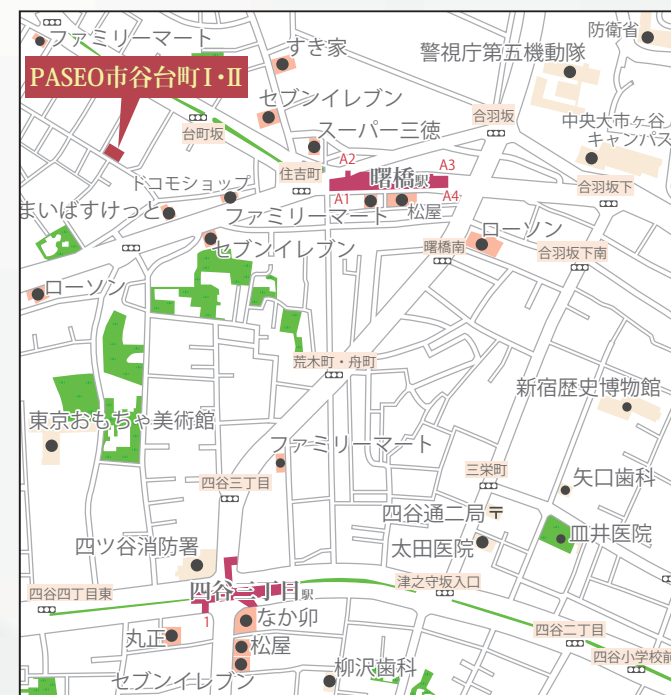 ファミリーマート
すき家
防衛省
警視庁第五機動隊
PASEO市谷台町Ⅰ・Ⅱ
セブンイレブン
台町坂
スーパー三徳
合羽坂
中央大市ヶ谷
キャンパス
A2
A3
住吉町
曙橋駅
ドコモショップ
A1
A4
合羽坂下
まいばすけっと
ファミリーマート
松屋
セブンイレブン
曙橋南
ローソン
合羽坂下南
ローソン
荒木町・舟町
新宿歴史博物館
東京おもちゃ美術館
ファミリーマート
三栄町
四谷三丁目
矢口歯科
四谷通二局〒
皿井医院
四ツ谷消防署
太田医院
四谷四丁目東
四谷三丁目駅
津之守坂入口
1
なか卯
丸正
松屋
四谷二丁目
四谷小学校前
セブンイレブン
柳沢歯科